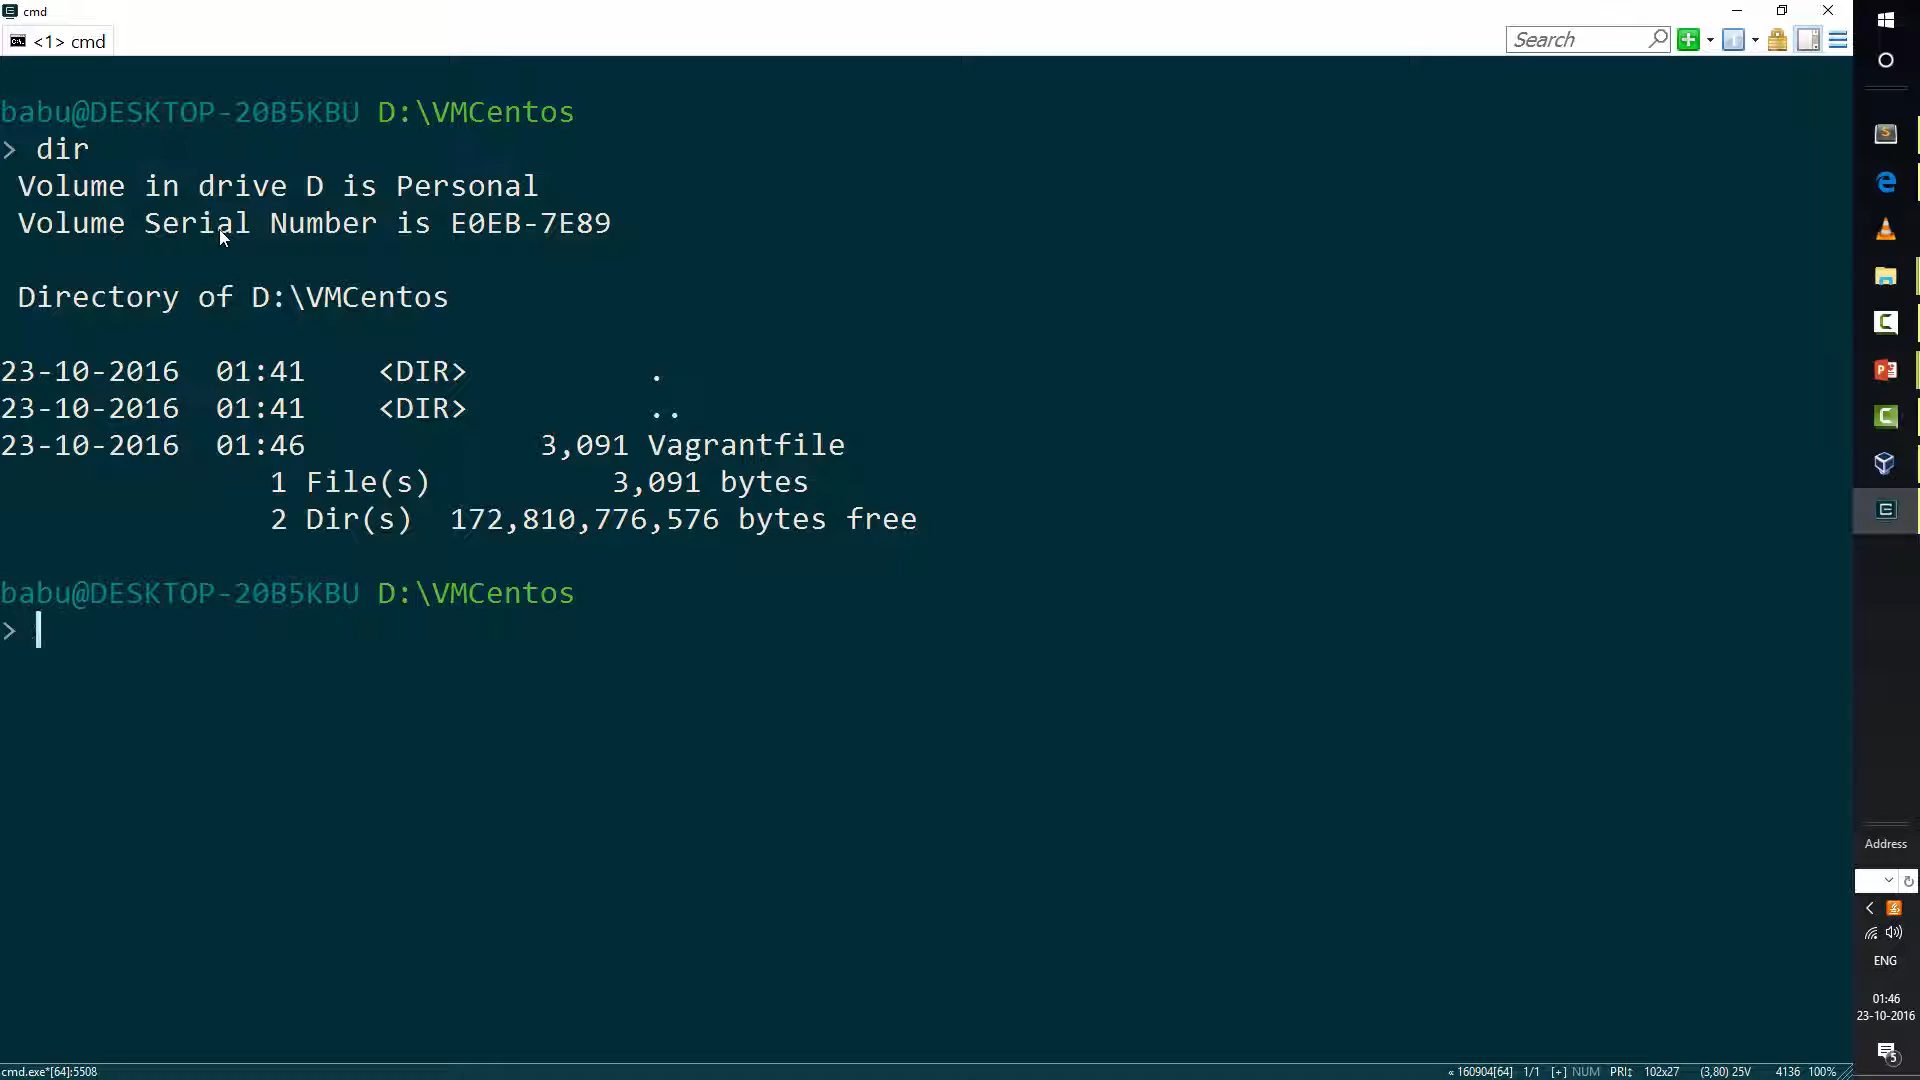 cmd
<1> cmd
Search
babu@DESKTOP-20B5KBU D:\VMCentos
> dir
Volume in drive D is Personal
Volume Serial Number is E0EB-7E89
Directory of D:\VMCentos
23-10-2016 01:41 <DIR> .
23-10-2016 01:41 <DIR> ..
23-10-2016 01:46 3,091 Vagrantfile
1 File(s) 3,091 bytes
2 Dir(s) 172,810,776,576 bytes free
babu@DESKTOP-20B5KBU D:\VMCentos
>
Address
ENG
01:46
23-10-2016
5
cmd.exe*[64]:5508
« 160904[64] 1/1 [+] NUM PRI↕ 102x27 (3,80) 25V 4136 100%